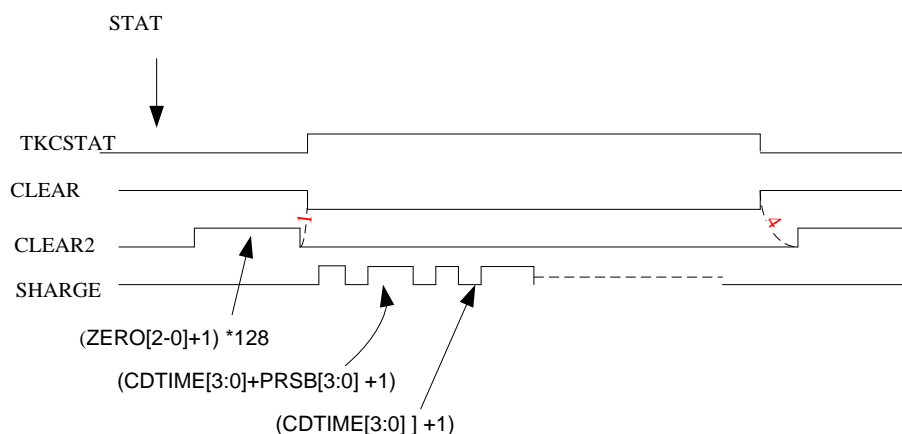 STAT
TKCSTAT
CLEAR
1
4
CLEAR2
SHARGE
(ZERO[2-0]+1) *128
(CDTIME[3:0]+PRSB[3:0] +1)
(CDTIME[3:0] ] +1)